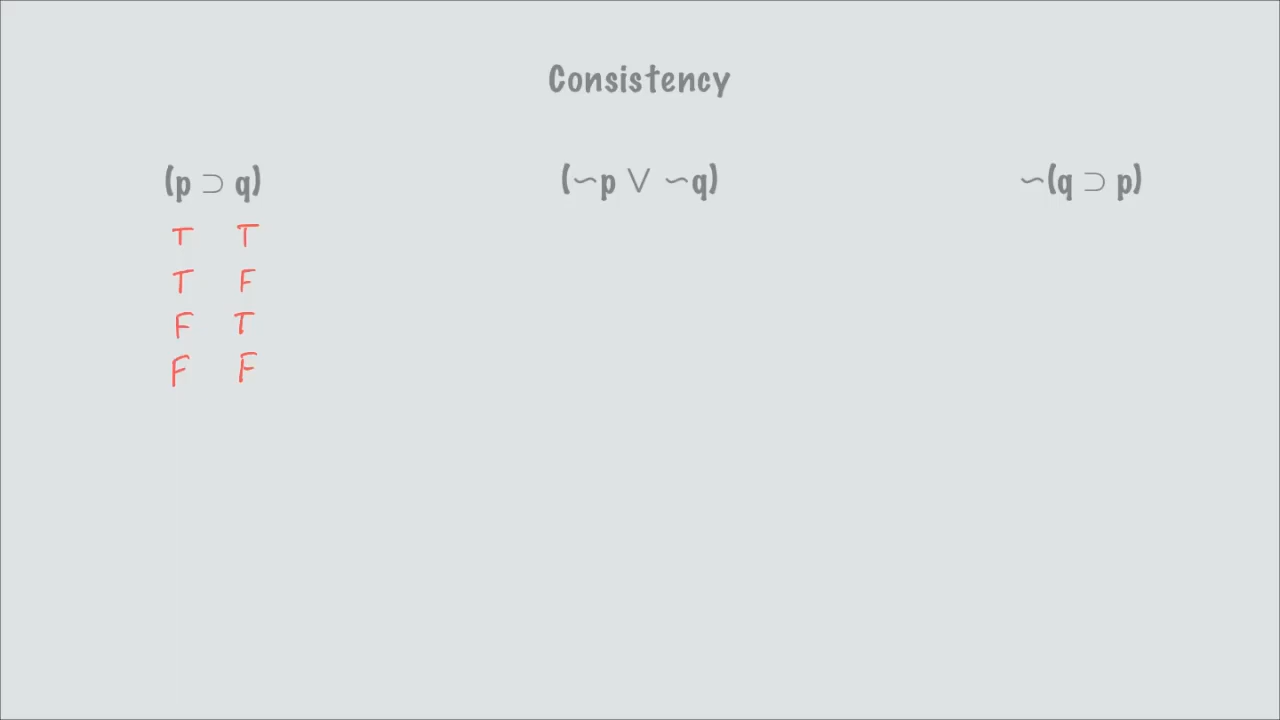 Consistency
(p ⊃ q) (∽p ∨ ∽q) ∽(q ⊃ p)
T T
T F
F T
F F